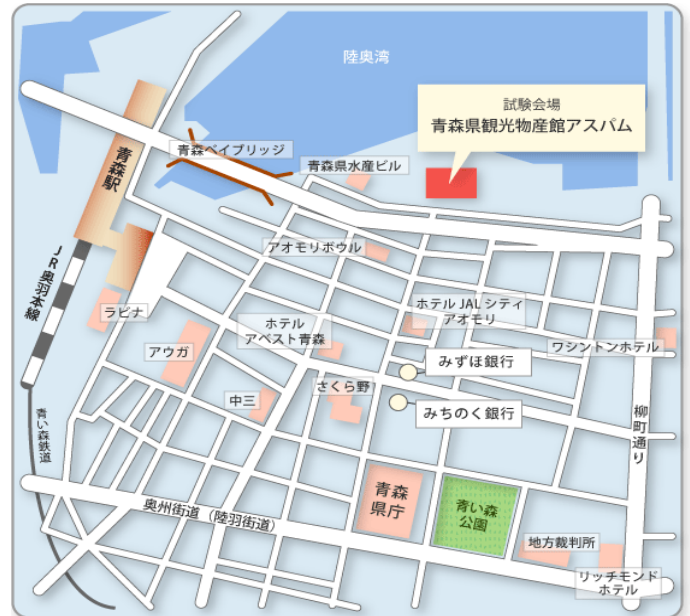 陸奥湾
試験会場
青森県観光物産館アスパム
青森ベイブリッジ
青森県水産ビル
青森駅
アオモリボウル
JR奥羽本線
ラビナ
ホテル
アベスト青森
ホテル JALシティ
アオモリ
アウガ
ワシントンホテル
みずほ銀行
さくら野
中三
みちのく銀行
柳町通り
青い森鉄道
青森
県庁
奥州街道（陸羽街道）
青い森
公園
地方裁判所
リッチモンド
ホテル